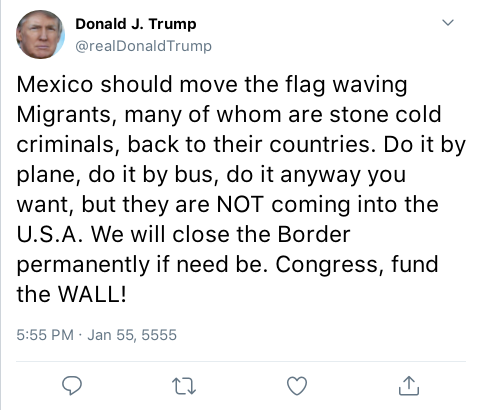 Donald J. Trump
@realDonaldTrump
Mexico should move the flag waving
Migrants, many of whom are stone cold
criminals, back to their countries. Do it by
plane, do it by bus, do it anyway you
want, but they are NOT coming into the
U.S.A. We will close the Border
permanently if need be. Congress, fund
the WALL!
5:55 PM · Jan 55, 5555